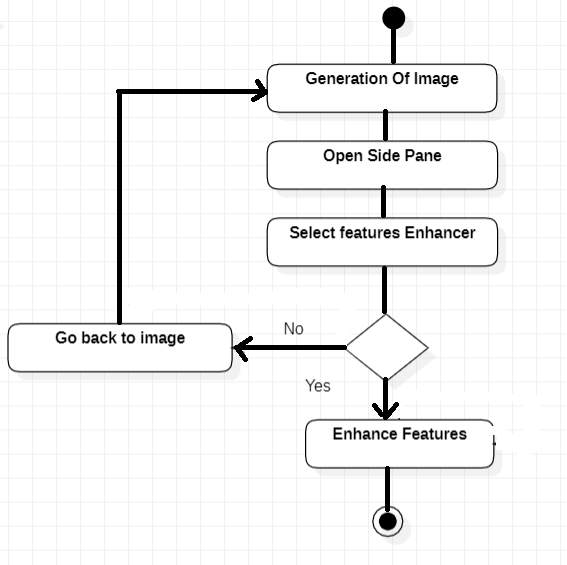 Generation Of Image
Open Side Pane
Select features Enhancer
No
Go back to image
Yes
Enhance Features